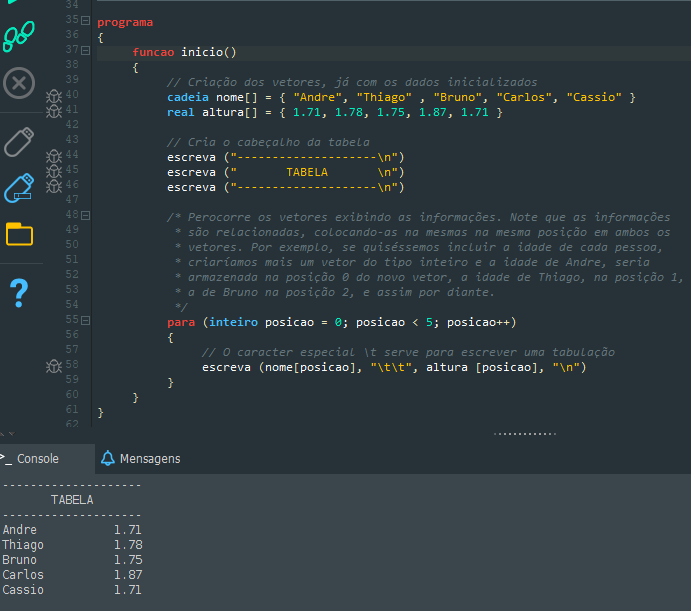 34
35 programa
36 {
37 funcao inicio()
38 {
39 // Criação dos vetores, já com os dados inicializados
40 cadeia nome[] = { "Andre", "Thiago" , "Bruno", "Carlos", "Cassio" }
41 real altura[] = { 1.71, 1.78, 1.75, 1.87, 1.71 }
42
43 // Cria o cabeçalho da tabela
44 escreva ("--------------------\n")
45 escreva ("       TABELA       \n")
46 escreva ("--------------------\n")
47
48 /* Perocorre os vetores exibindo as informações. Note que as informações
49 * são relacionadas, colocando-as na mesmas na mesma posição em ambos os
50 * vetores. Por exemplo, se quiséssemos incluir a idade de cada pessoa,
51 * criaríamos mais um vetor do tipo inteiro e a idade de Andre, seria
52 * armazenada na posição 0 do novo vetor, a idade de Thiago, na posição 1,
53 * a de Bruno na posição 2, e assim por diante.
54 */
55 para (inteiro posicao = 0; posicao < 5; posicao++)
56 {
57 // O caracter especial \t serve para escrever uma tabulação
58 escreva (nome[posicao], "\t\t", altura [posicao], "\n")
59 }
60 }
61 }
62
>_ Console Mensagens
--------------------
TABELA
--------------------
Andre 1.71
Thiago 1.78
Bruno 1.75
Carlos 1.87
Cassio 1.71